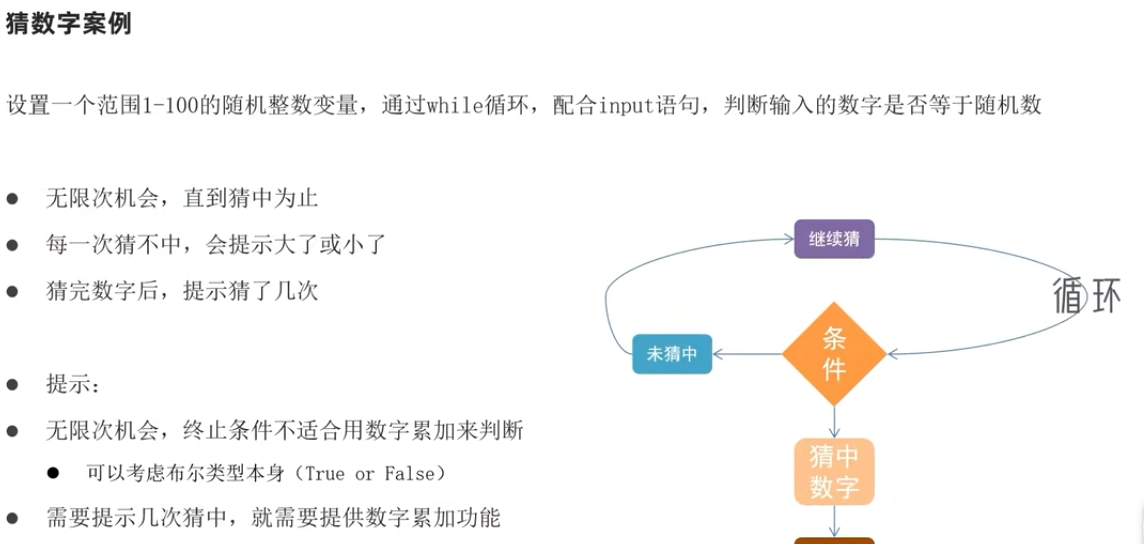 猜数字案例
设置一个范围1-100的随机整数变量，通过while循环，配合input语句，判断输入的数字是否等于随机数
无限次机会，直到猜中为止
每一次猜不中，会提示大了或小了
猜完数字后，提示猜了几次
提示：
无限次机会，终止条件不适合用数字累加来判断
可以考虑布尔类型本身（True or False）
需要提示几次猜中，就需要提供数字累加功能
继续猜
循环
条
件
未猜中
猜中
数字